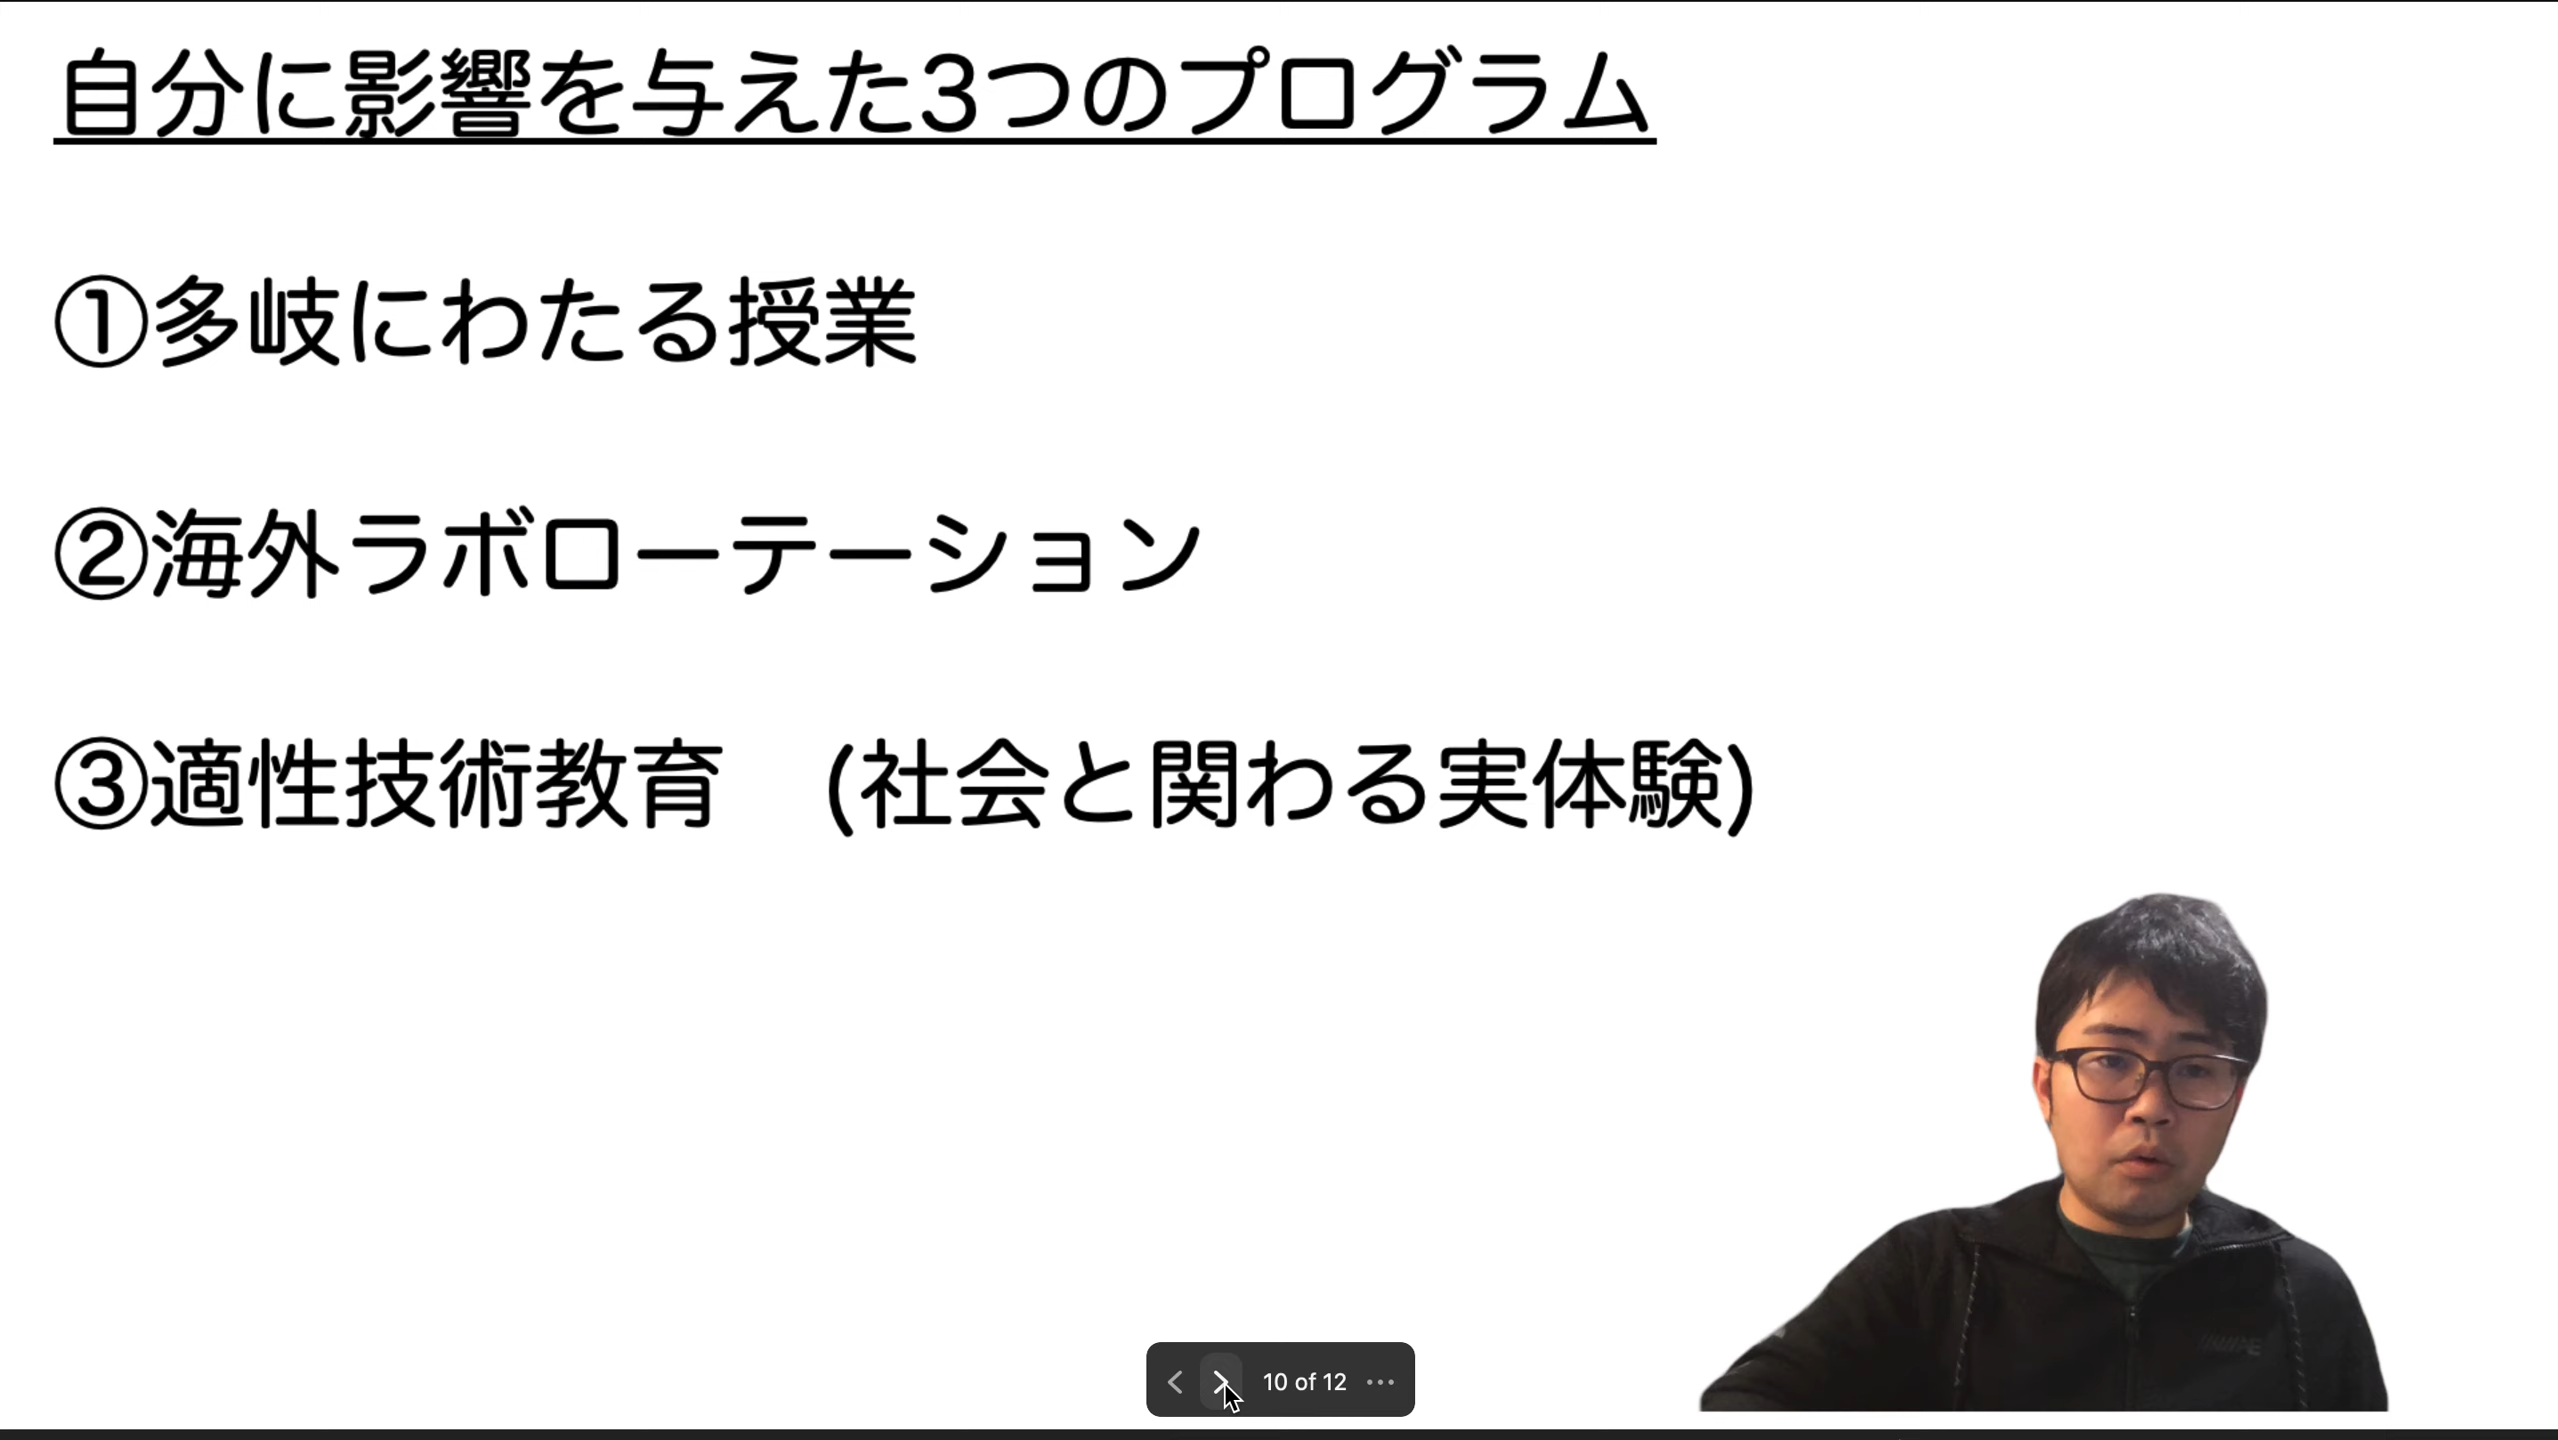 自分に影響を与えた3つのプログラム
①多岐にわたる授業
②海外ラボローテーション
③適性技術教育　(社会と関わる実体験)
10 of 12